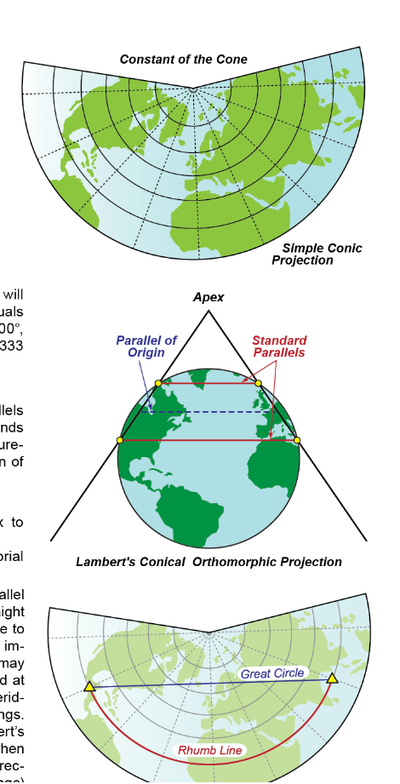 Constant of the Cone
Simple Conic
Projection
will
uals
00°,
333
Apex
Parallel of
Origin
Standard
Parallels
llels
nds
ure-
n of
x to
Lambert's Conical Orthomorphic Projection
orial
allel
aight
e to
im-
may
d at
erid-
ngs.
ert's
when
rec-
Great Circle
Rhumb Line